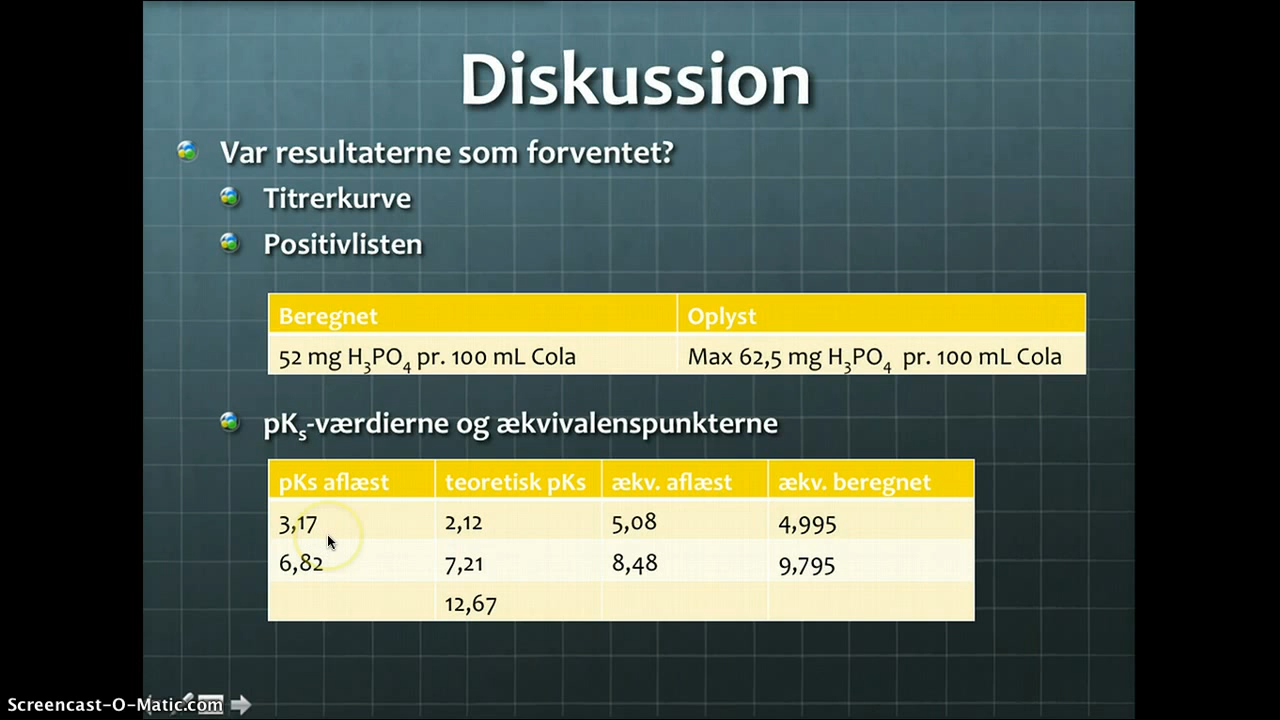 Diskussion
Var resultaterne som forventet?
Titrerkurve
Positivlisten
Beregnet Oplyst
52 mg H₃PO₄ pr. 100 mL Cola Max 62,5 mg H₃PO₄ pr. 100 mL Cola
pKₛ-værdierne og ækvivalenspunkterne
pKs aflæst teoretisk pKs ækv. aflæst ækv. beregnet
3,17 2,12 5,08 4,995
6,82 7,21 8,48 9,795
12,67
Screencast-O-Matic.com